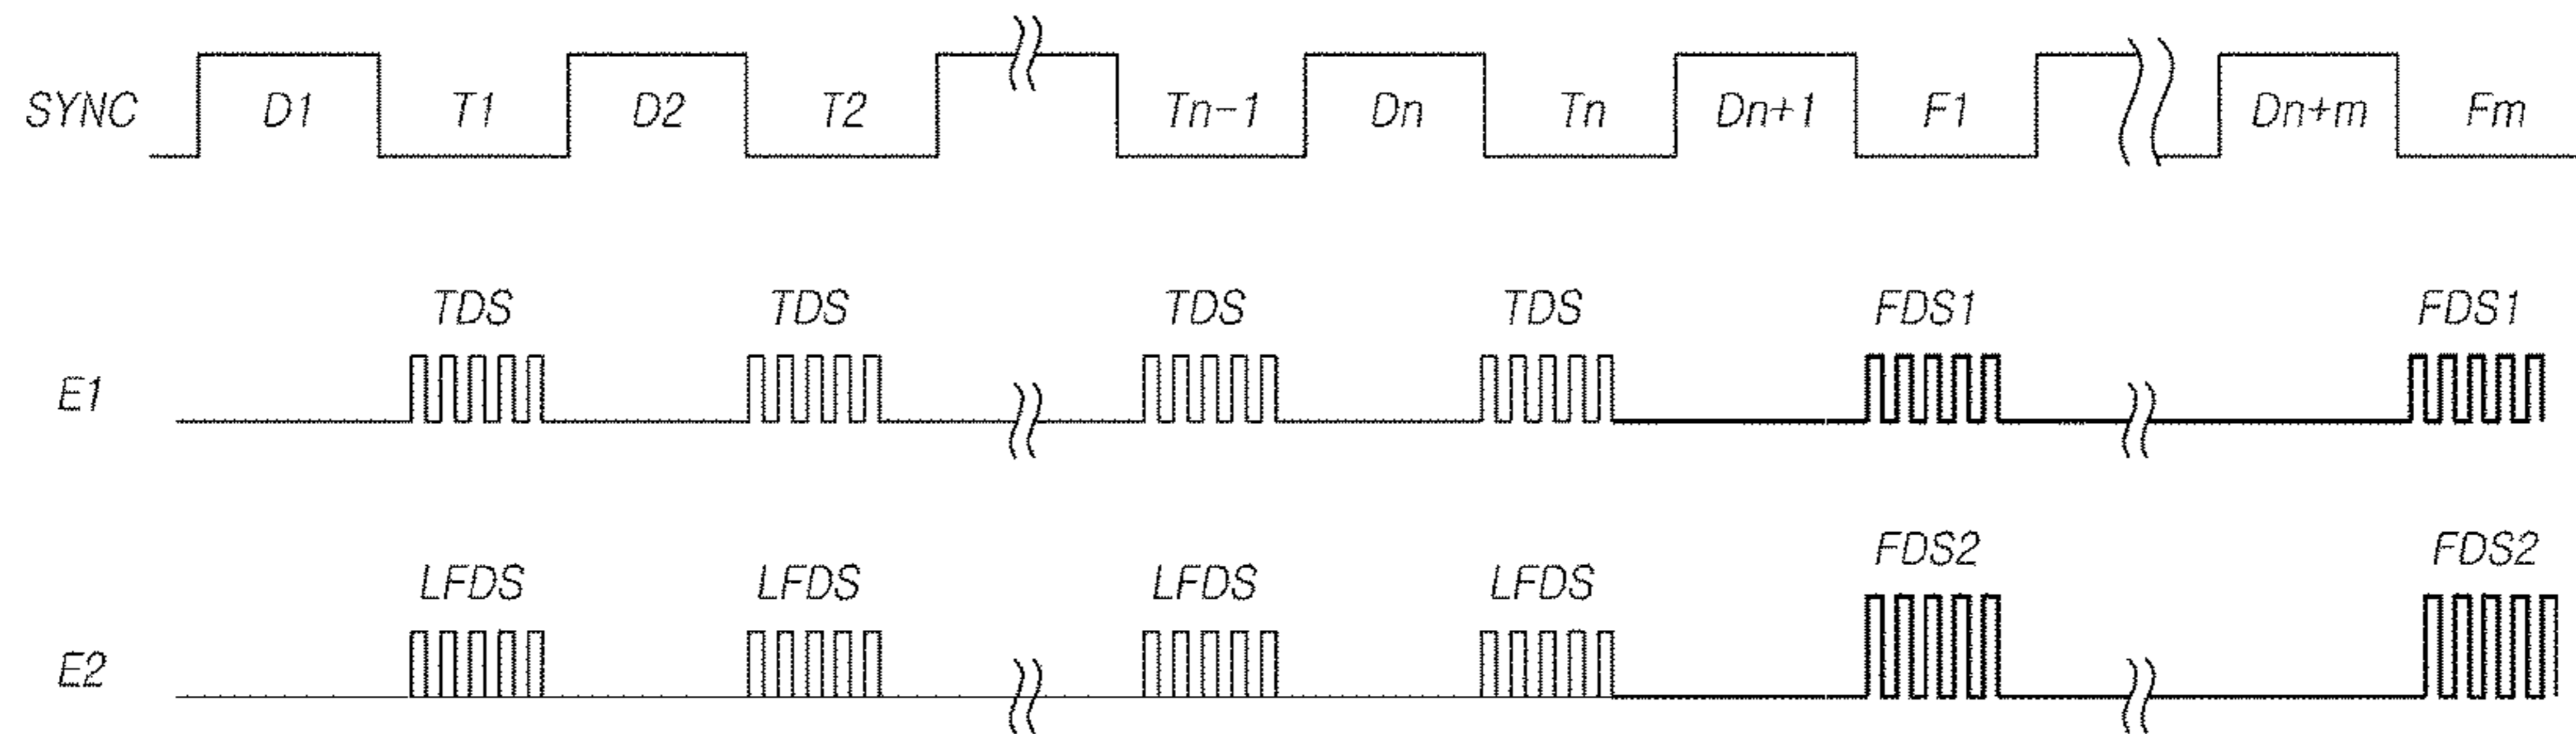 SYNC D1 T1 D2 T2 Tn-1 Dn Tn Dn+1 F1 Dn+m Fm
TDS TDS TDS TDS FDS1 FDS1
E1
FDS2 FDS2
LFDS LFDS LFDS LFDS
E2